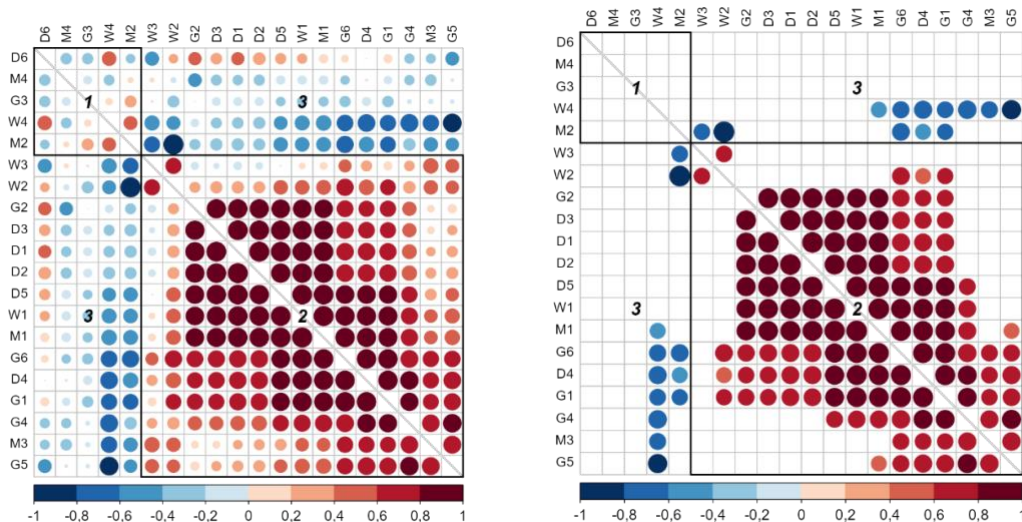 D6 M4 G3 W4 M2 W3 W2 G2 D3 D1 D2 D5 W1 M1 G6 D4 G1 G4 M3 G5
D6
M4
G3 1 3
W4
M2
W3
W2
G2
D3
D1
D2
D5
W1 3 2
M1
G6
D4
G1
G4
M3
G5
-1 -0,8 -0,6 -0,4 -0,2 0 0,2 0,4 0,6 0,8 1
D6 M4 G3 W4 M2 W3 W2 G2 D3 D1 D2 D5 W1 M1 G6 D4 G1 G4 M3 G5
D6
M4
G3 1 3
W4
M2
W3
W2
G2
D3
D1
D2
D5
W1 3 2
M1
G6
D4
G1
G4
M3
G5
-1 -0,8 -0,6 -0,4 -0,2 0 0,2 0,4 0,6 0,8 1